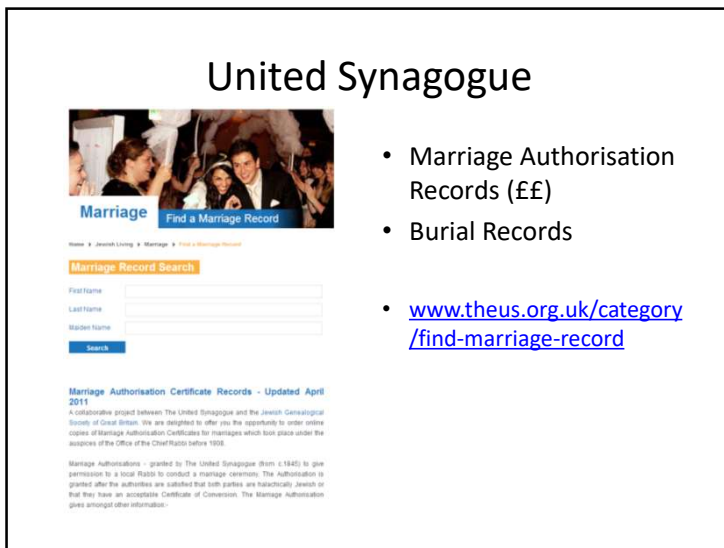 United Synagogue
Marriage
Find a Marriage Record
Home › Jewish Living › Marriage › Find a Marriage Record
Marriage Record Search
First Name
Last Name
Maiden Name
Search
Marriage Authorisation Certificate Records - Updated April
2011
A collaborative project between The United Synagogue and the Jewish Genealogical
Society of Great Britain. We are delighted to offer you the opportunity to order online
copies of Marriage Authorisation Certificates for marriages which took place under the
auspices of the Office of the Chief Rabbi before 1908.
Marriage Authorisations - granted by The United Synagogue (from c.1845) to give
permission to a local Rabbi to conduct a marriage ceremony. The Authorisation is
granted after the authorities are satisfied that both parties are halachically Jewish or
that they have an acceptable Certificate of Conversion. The Marriage Authorisation
gives amongst other information:-
• Marriage Authorisation
Records (££)
• Burial Records
• www.theus.org.uk/category
/find-marriage-record